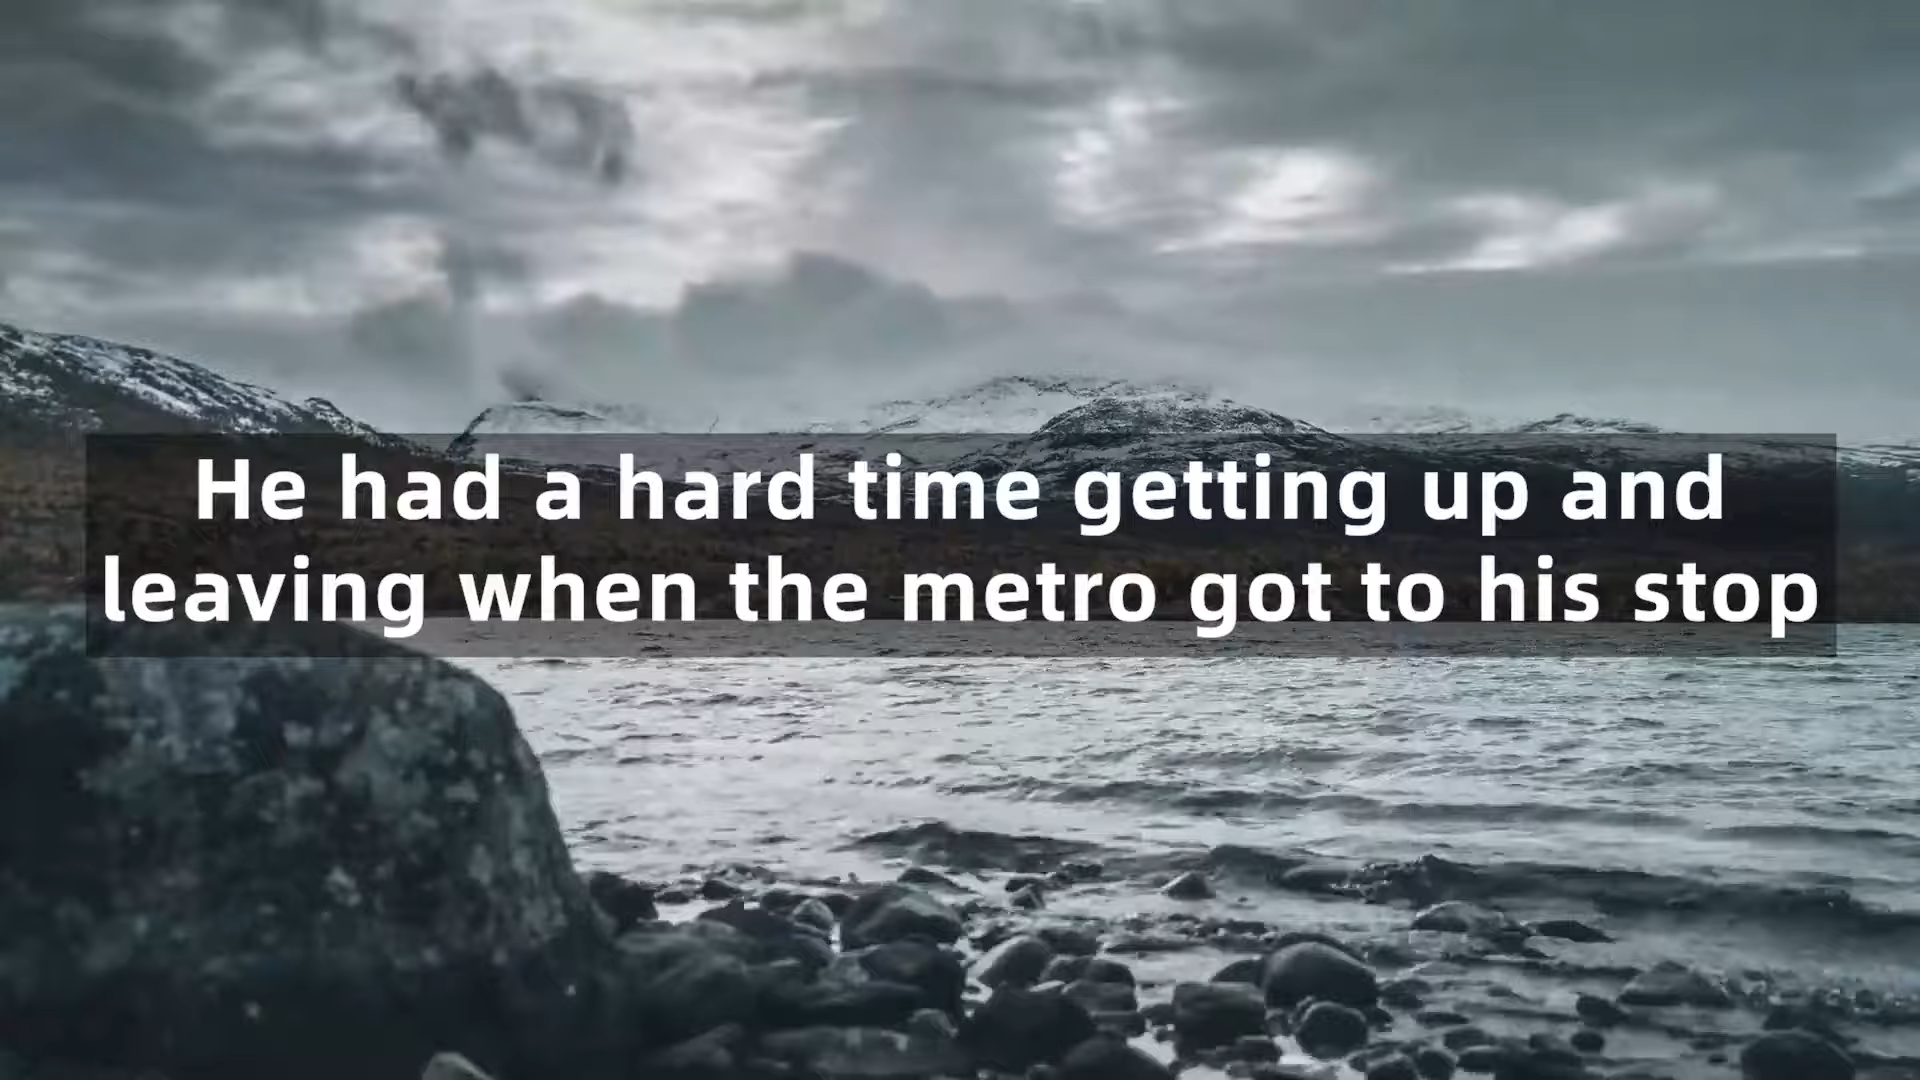 He had a hard time getting up and
leaving when the metro got to his stop